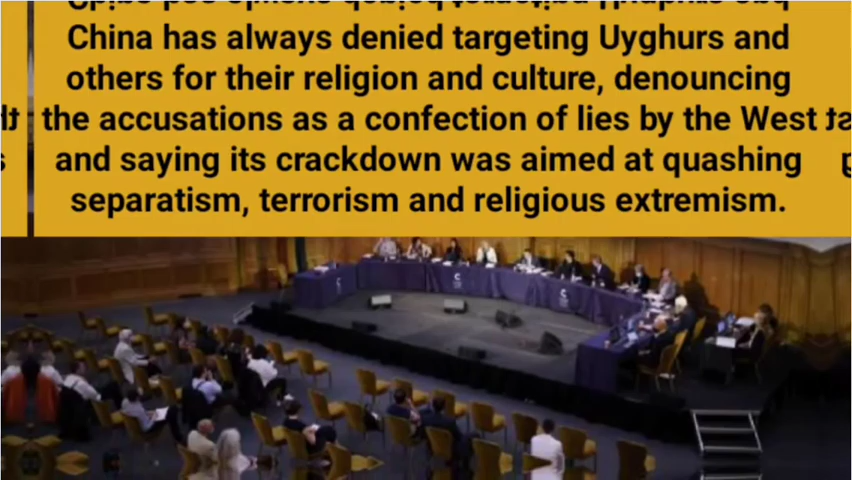 China has always denied targeting Uyghurs and
others for their religion and culture, denouncing
the accusations as a confection of lies by the West
and saying its crackdown was aimed at quashing
separatism, terrorism and religious extremism.